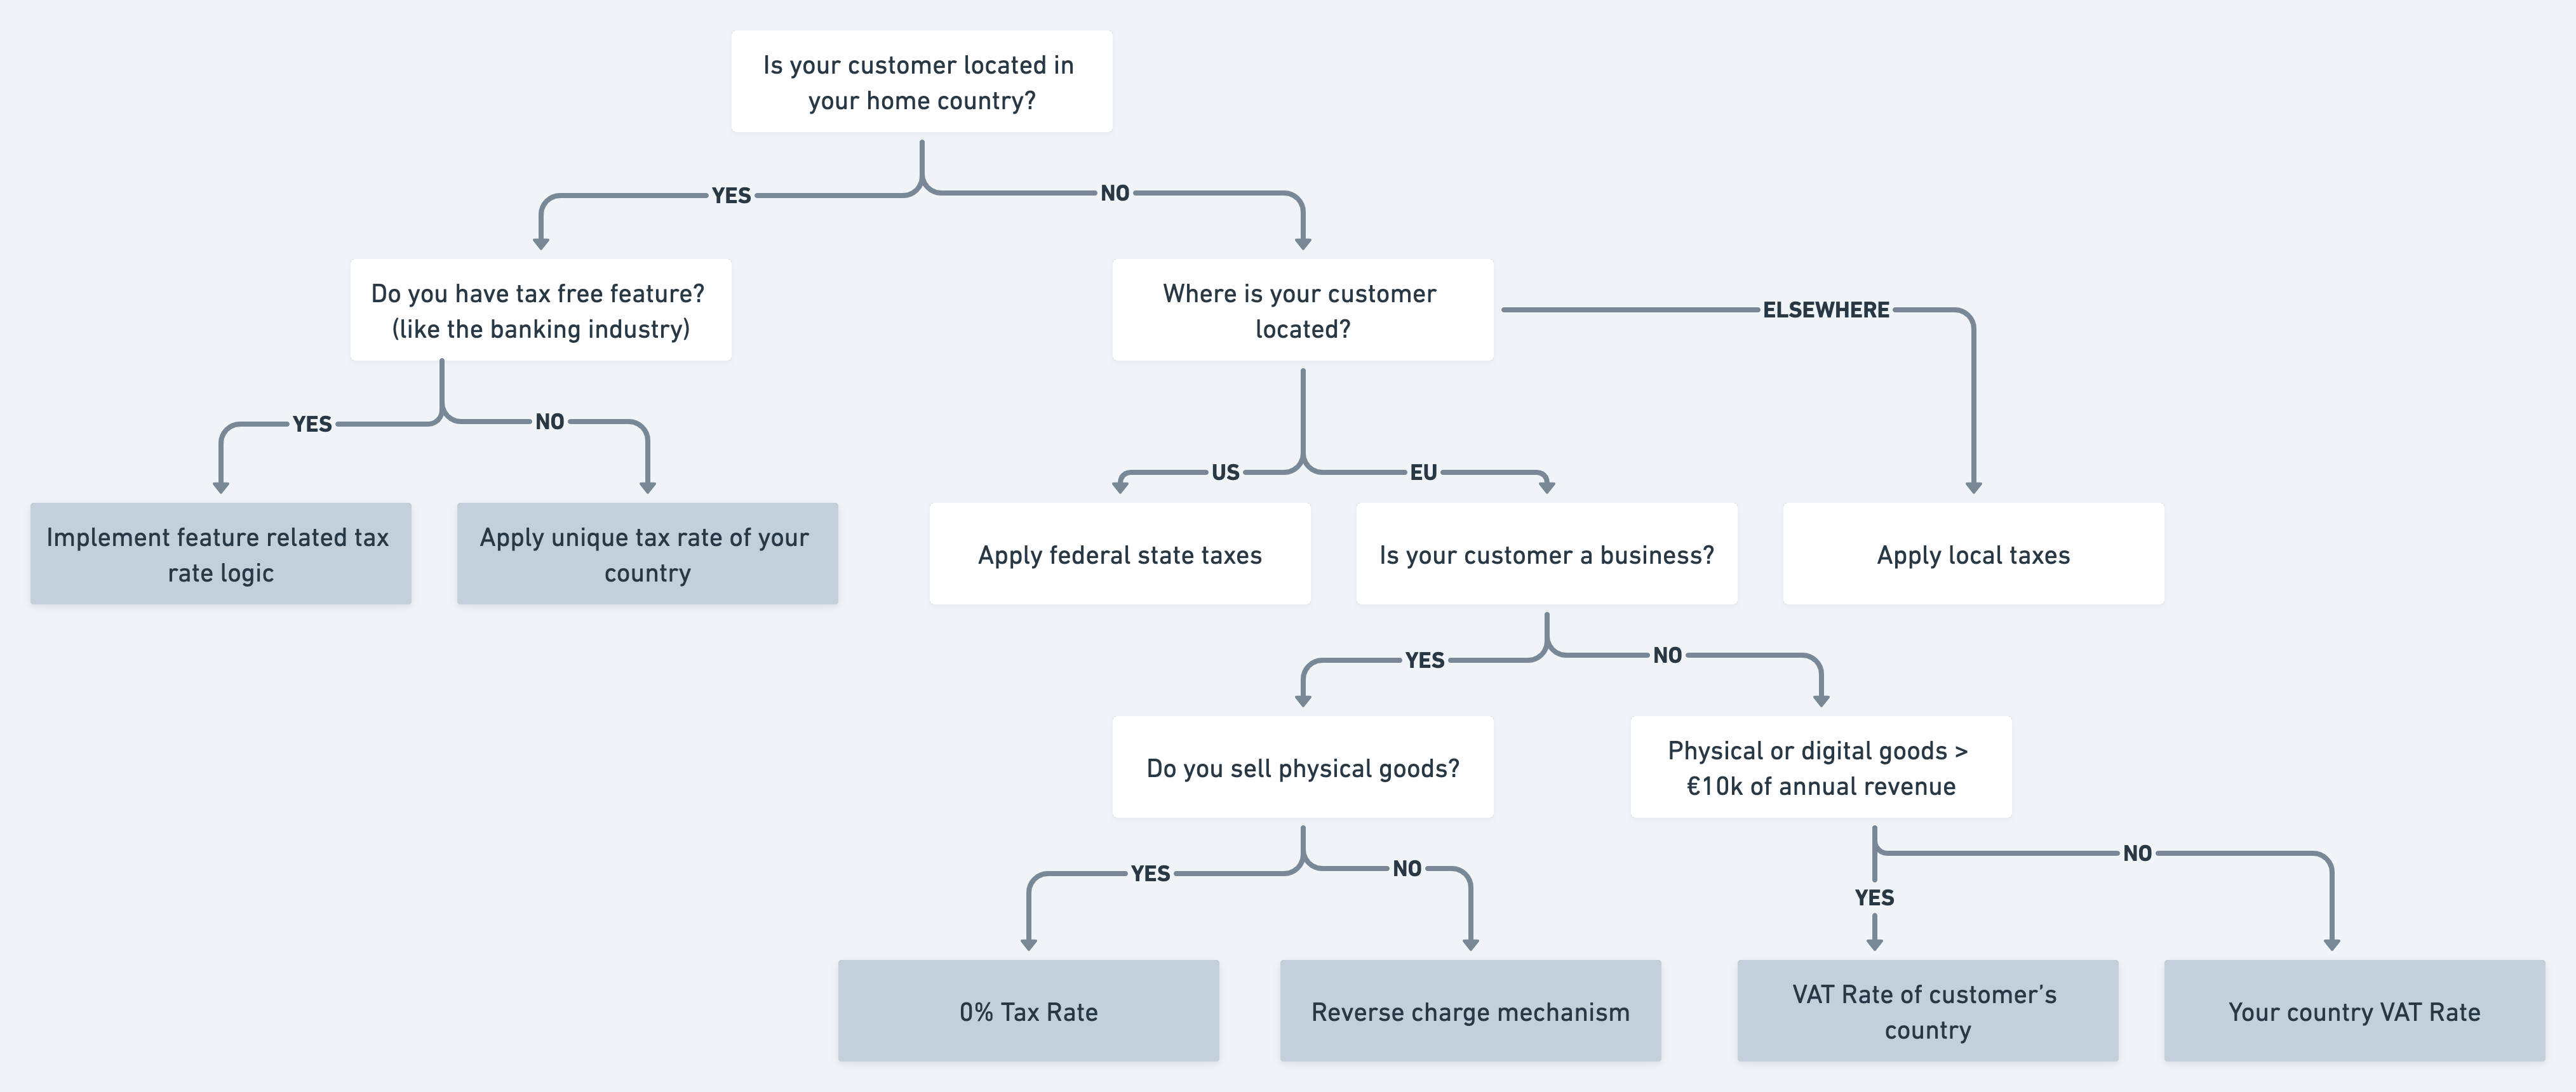 Is your customer located in
your home country?
YES
NO
Do you have tax free feature?
(like the banking industry)
Where is your customer
located?
ELSEWHERE
YES
NO
US
EU
Implement feature related tax
rate logic
Apply unique tax rate of your
country
Apply federal state taxes
Is your customer a business?
Apply local taxes
YES
NO
Do you sell physical goods?
Physical or digital goods >
€10k of annual revenue
YES
NO
YES
NO
0% Tax Rate
Reverse charge mechanism
VAT Rate of customer’s
country
Your country VAT Rate